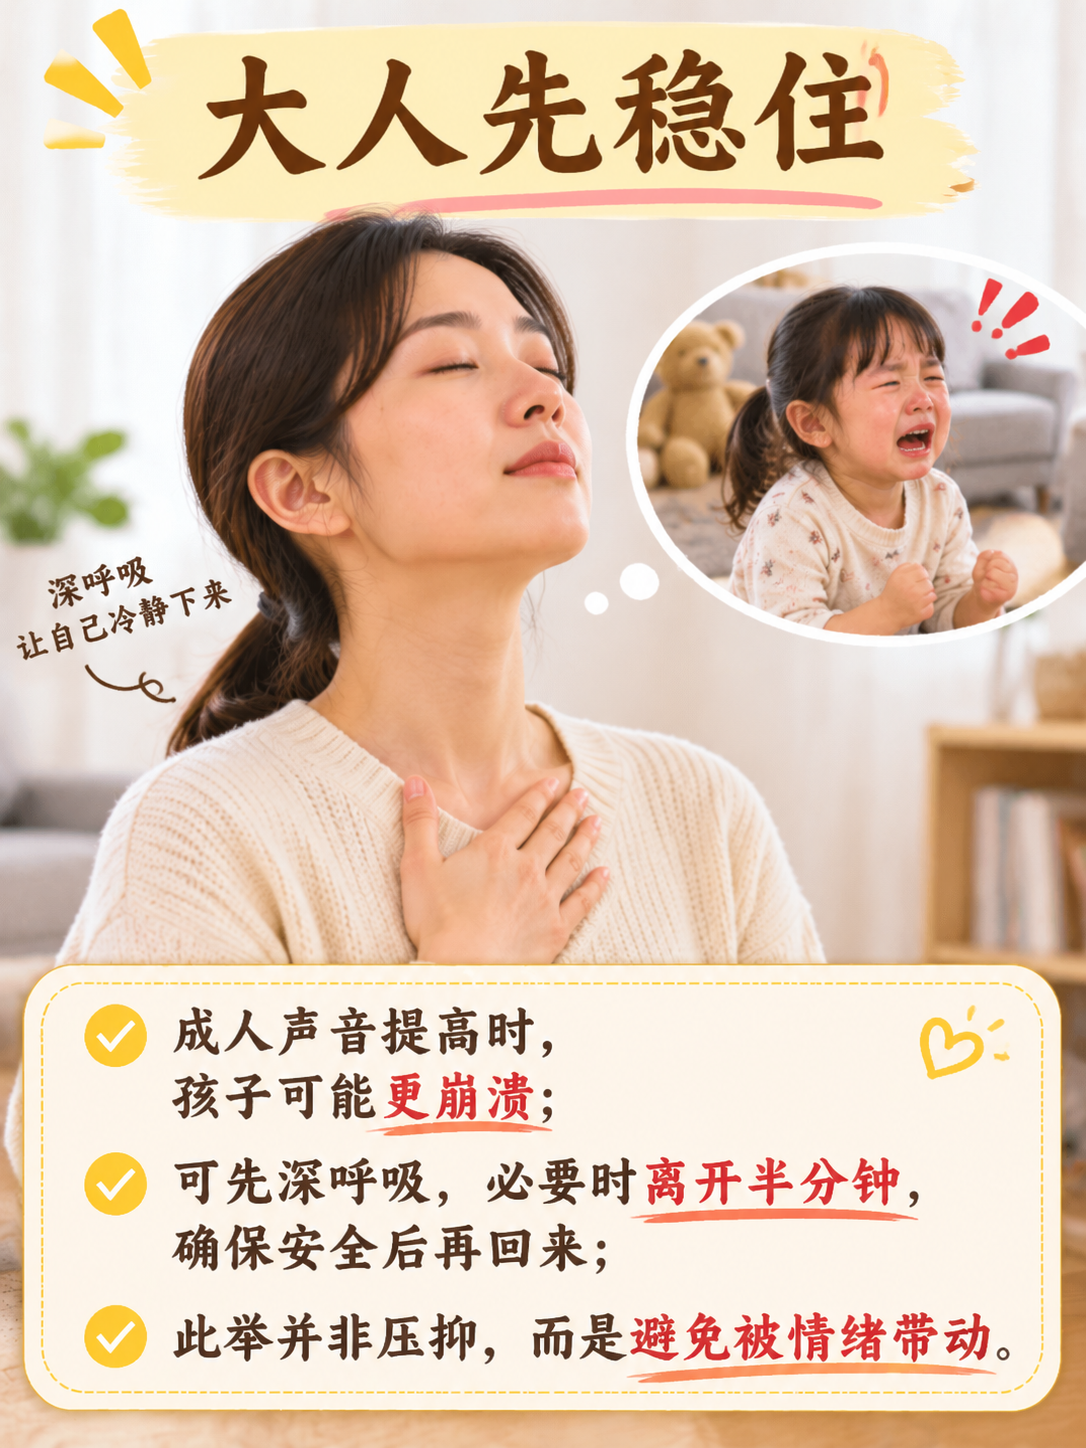 大人先稳住
深呼吸
让自己冷静下来
成人声音提高时，
孩子可能更崩溃；
可先深呼吸，必要时离开半分钟，
确保安全后再回来；
此举并非压抑，而是避免被情绪带动。